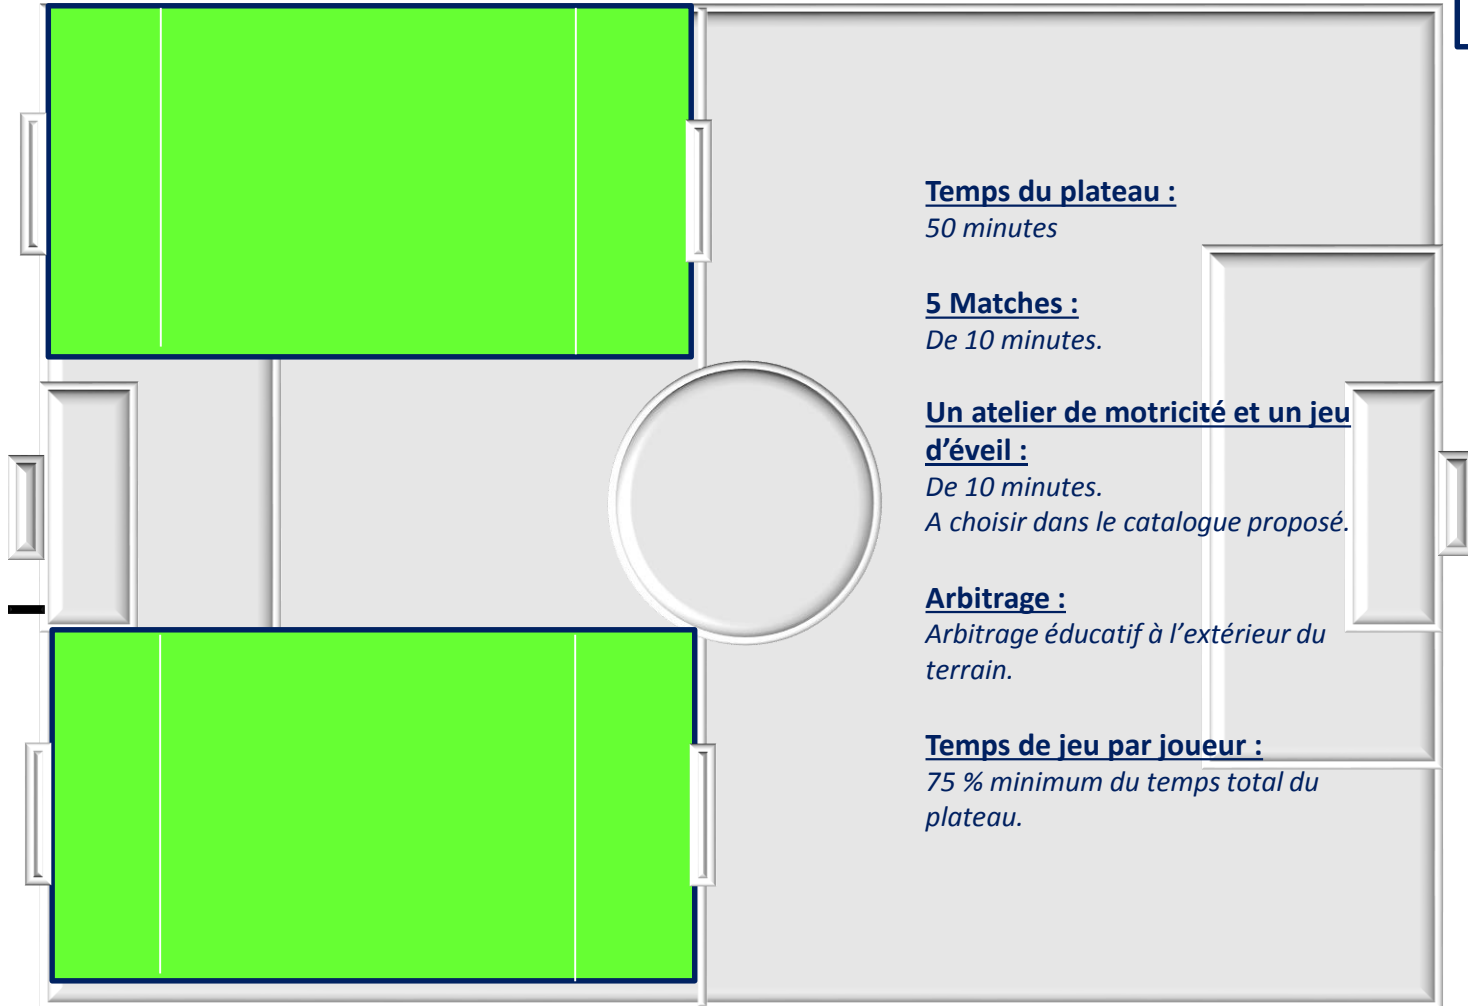 Temps du plateau :
50 minutes
5 Matches :
De 10 minutes.
Un atelier de motricité et un jeu
d’éveil :
De 10 minutes.
A choisir dans le catalogue proposé.
Arbitrage :
Arbitrage éducatif à l’extérieur du
terrain.
Temps de jeu par joueur :
75 % minimum du temps total du
plateau.